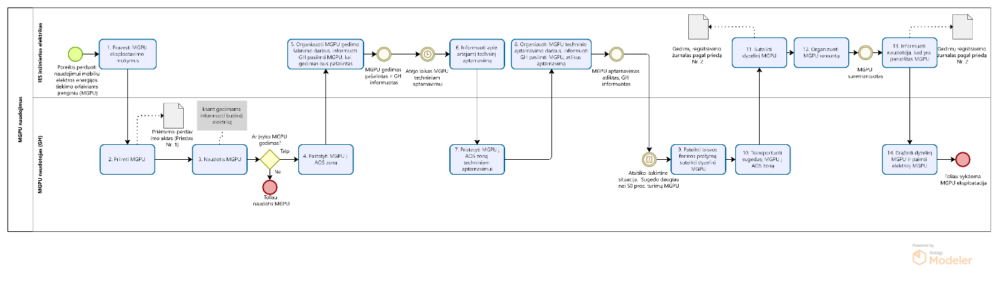 MGPU naudojimas
IES inžinierius elektrikas
Poreikis perduoti
naudojimui mobilių
elektros energijos
tiekimo orlaiviams
įrenginių (MGPU)
1. Pravesti MGPU
eksploatavimo
mokymus
5. Organizuoti MGPU gedimo
šalinimo darbus, informuoti
GH pasiimti MGPU, kai
gedimas bus pašalintas
MGPU gedimas
pašalintas ir GH
informuotas
Atėjo laikas MGPU
techniniam
aptarnavimui
6. Informuoti apie
artėjantį techninį
aptarnavimą
8. Organizuoti MGPU techninio
aptarnavimo darbus, informuoti
GH pasiimti MGPU, atlikus
aptarnavimą
MGPU aptarnavimas
atliktas, GH
informuotas
Gedimų registravimo
žurnalas pagal priedą
Nr. 2
11. Suteikti
dyzelinį MGPU
12. Organizuoti
MGPU remontą
MGPU
suremontuotas
13. Informuoti
naudotoją, kad yra
paruoštas MGPU
Gedimų registravimo
žurnalas pagal priedą
Nr. 2
MGPU naudotojas (GH)
2. Priimti MGPU
Priėmimo-perdav
imo aktas (Priedas
Nr. 1)
Esant gedimams
informuoti budintį
elektriką
3. Naudotis MGPU
Ar įvyko MGPU
gedimas?
Taip
Ne
Toliau
naudotis MGPU
4. Pastatyti MGPU į
AOS zoną
7. Pristatyti MGPU į
AOS zoną
techniniam
aptarnavimui
Atsitiko išskirtinė
situacija. Sugedo daugiau
nei 50 proc. turimų MGPU
9. Pateikti laisvos
formos prašymą
suteikti dyzelinį
MGPU
10. Transportuoti
sugedusį MGPU į
AOS zoną
14. Grąžinti dyzelinį
MGPU ir paimti
elektrinį MGPU
Toliau vykdoma
MGPU eksploatacija
Powered by
bizagi
Modeler